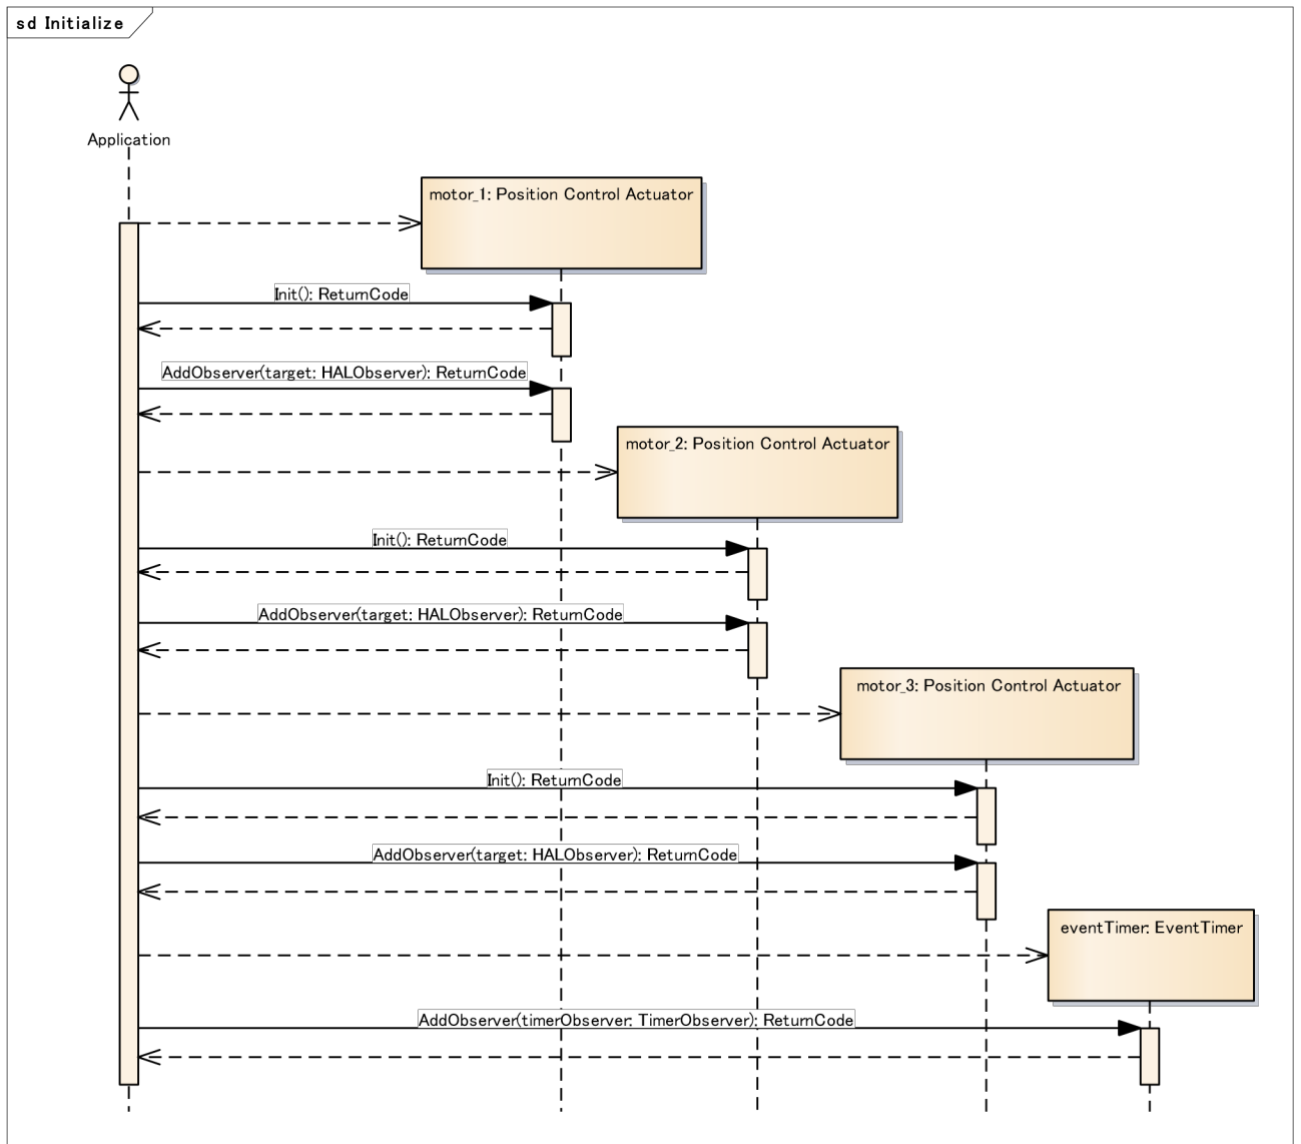 sd Initialize
Application
motor_1: Position Control Actuator
Init(): ReturnCode
AddObserver(target: HALObserver): ReturnCode
motor_2: Position Control Actuator
Init(): ReturnCode
AddObserver(target: HALObserver): ReturnCode
motor_3: Position Control Actuator
Init(): ReturnCode
AddObserver(target: HALObserver): ReturnCode
eventTimer: EventTimer
AddObserver(timerObserver: TimerObserver): ReturnCode